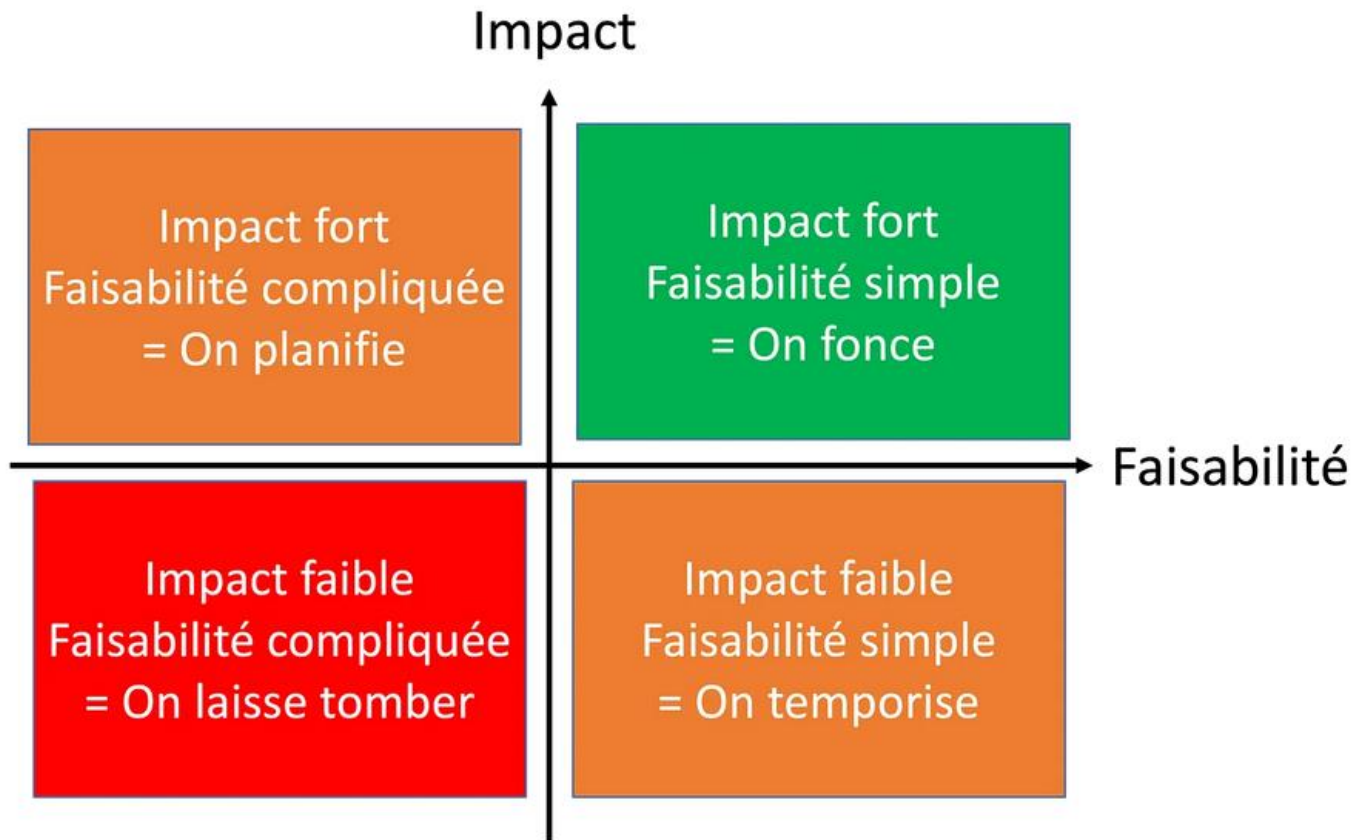 Impact
Impact fort
Faisabilité compliquée
= On planifie
Impact fort
Faisabilité simple
= On fonce
Faisabilité
Impact faible
Faisabilité compliquée
= On laisse tomber
Impact faible
Faisabilité simple
= On temporise